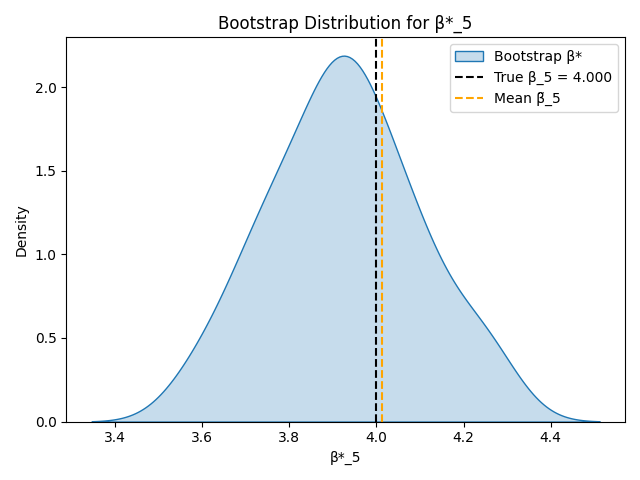 Bootstrap Distribution for β*_5
Bootstrap β*
True β_5 = 4.000
Mean β̂_5
Density
2.0
1.5
1.0
0.5
0.0
3.4 3.6 3.8 4.0 4.2 4.4
β*_5